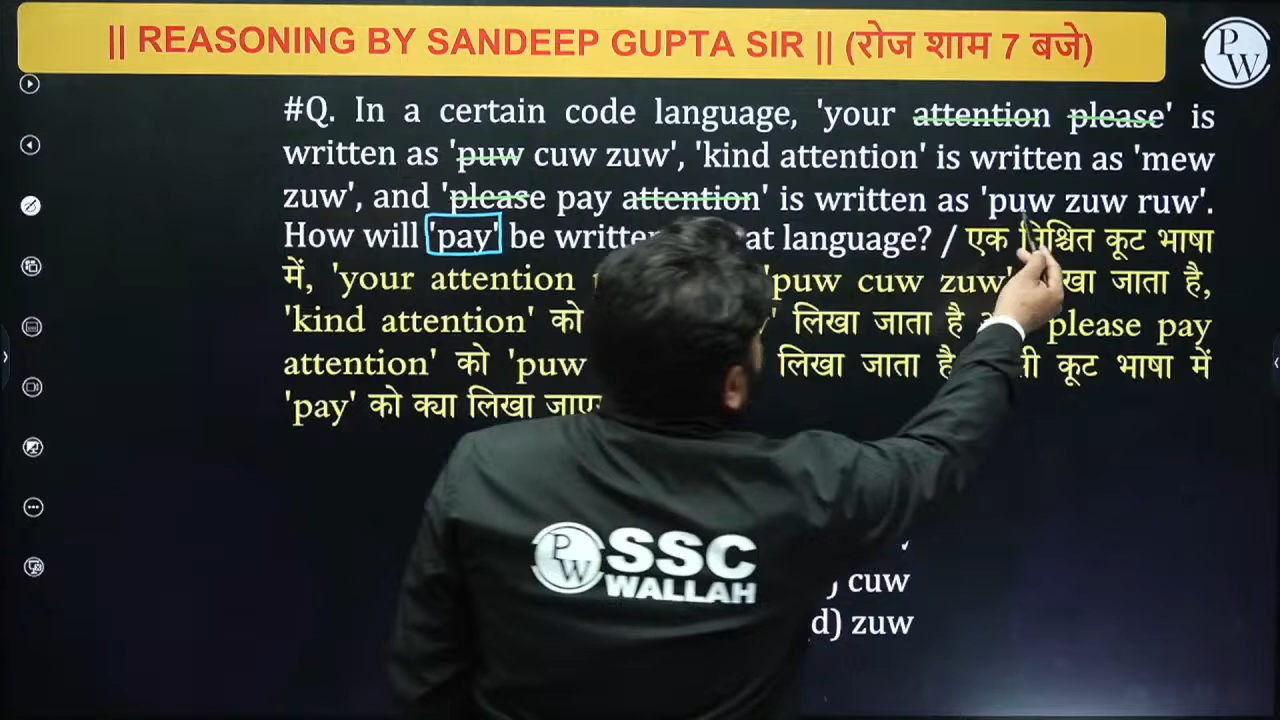 || REASONING BY SANDEEP GUPTA SIR || (रोज शाम 7 बजे)
PW
#Q. In a certain code language, 'your attention please' is
written as 'puw cuw zuw', 'kind attention' is written as 'mew
zuw', and 'please pay attention' is written as 'puw zuw ruw'.
How will 'pay' be language? / एक निश्चित कूट भाषा
में, 'your attention 'puw cuw zuw' जाता है,
'kind attention' को लिखा जाता है please pay
attention' को 'puw लिखा जाता है कूट भाषा में
'pay' को क्या लिखा
cuw
d) zuw
PW SSC
WALLAH